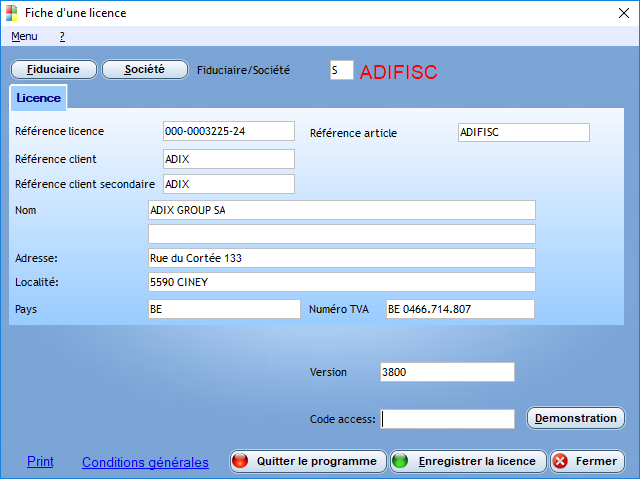 Fiche d'une licence
Menu ?
Fiduciaire Société Fiduciaire/Société S ADIFISC
Licence
Référence licence 000-0003225-24 Référence article ADIFISC
Référence client ADIX
Référence client secondaire ADIX
Nom ADIX GROUP SA
Adresse: Rue du Cortée 133
Localité: 5590 CINEY
Pays BE Numéro TVA BE 0466.714.807
Version 3800
Code access: Demonstration
Print Conditions générales Quitter le programme Enregistrer la licence Fermer